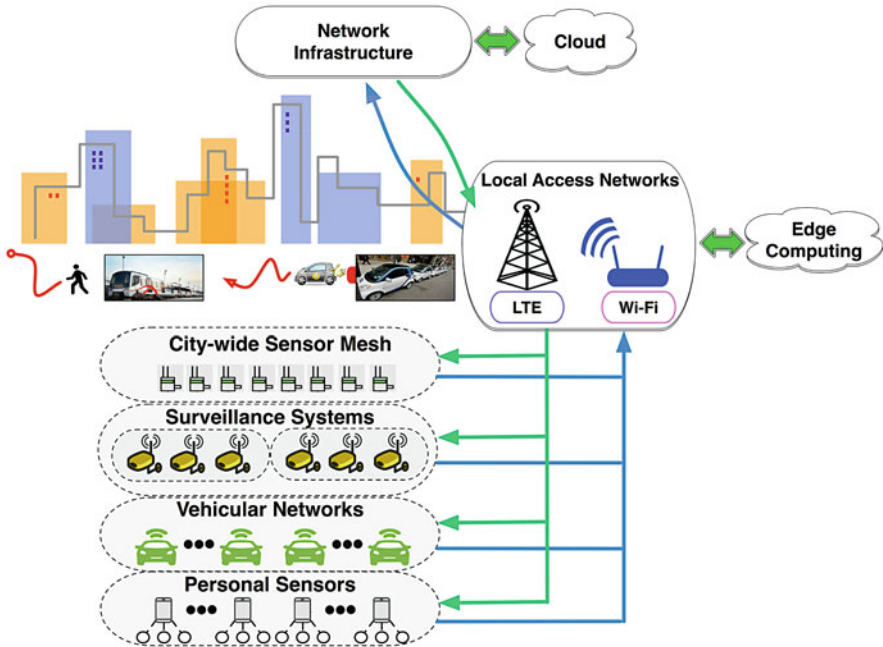 Network
Infrastructure
Cloud
Local Access Networks
Edge
Computing
LTE
Wi-Fi
City-wide Sensor Mesh
Surveillance Systems
Vehicular Networks
Personal Sensors